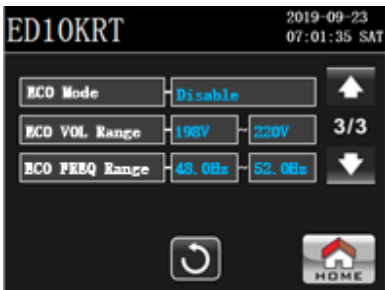 ED10KRT
2019-09-23
07:01:35 SAT
ECO Mode Disable
ECO VOL Range 198V ~ 220V
3/3
ECO FREQ Range 48.0Hz ~ 52.0Hz
HOME